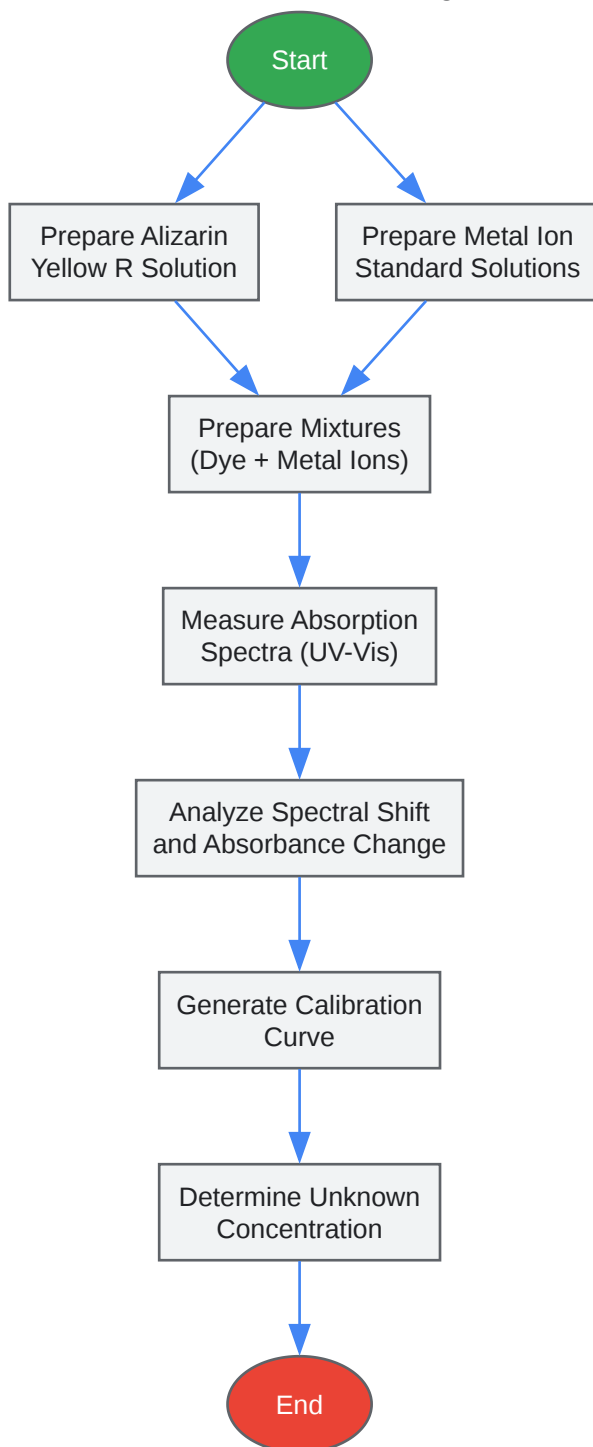 Start
Prepare Alizarin
Yellow R Solution
Prepare Metal Ion
Standard Solutions
Prepare Mixtures
(Dye + Metal Ions)
Measure Absorption
Spectra (UV-Vis)
Analyze Spectral Shift
and Absorbance Change
Generate Calibration
Curve
Determine Unknown
Concentration
End